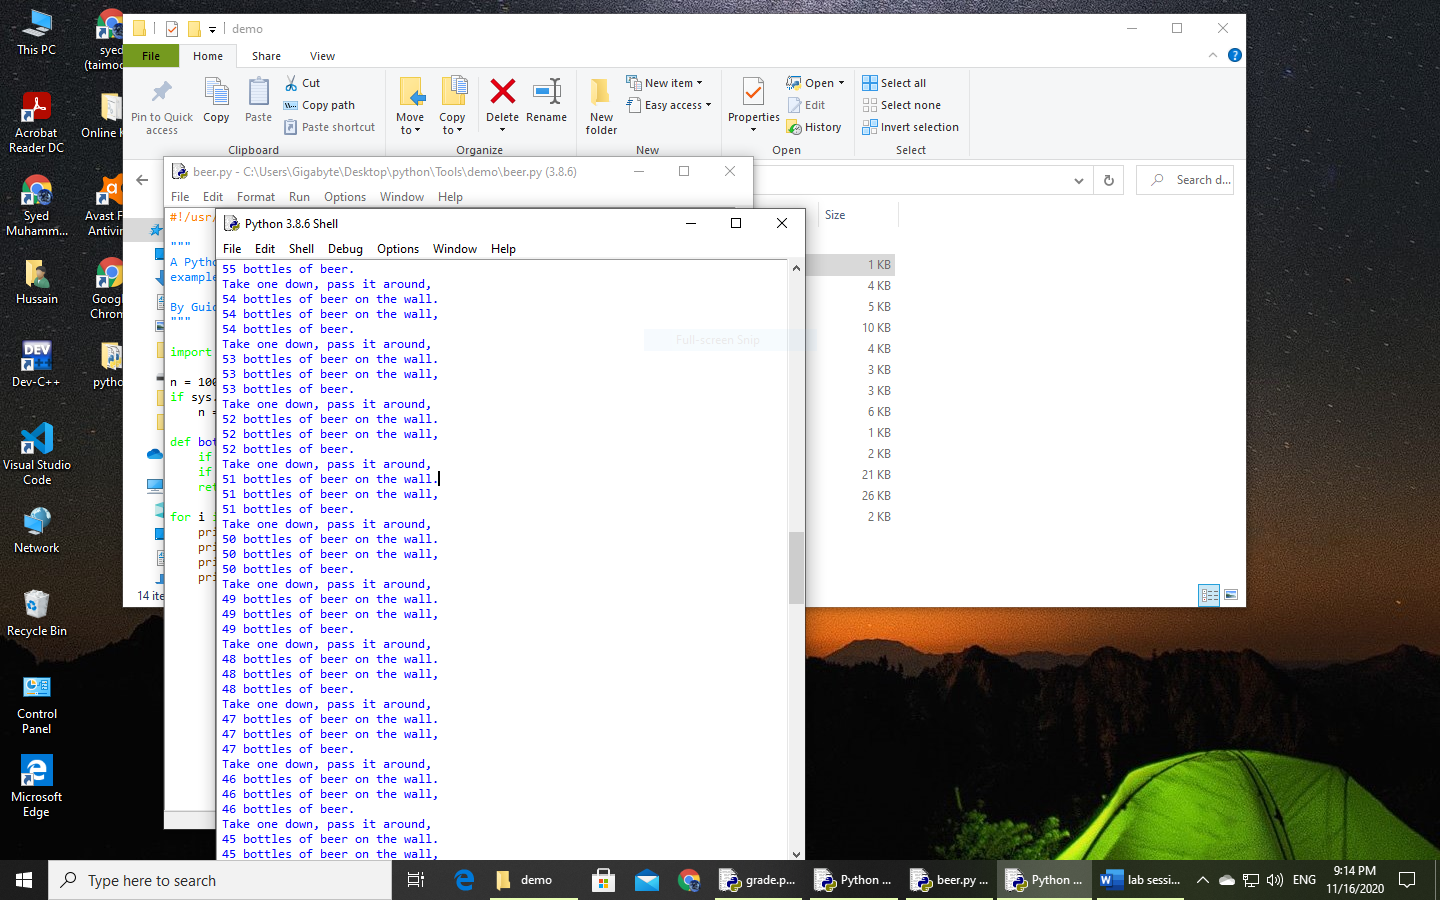 This PC
syed
(taimoo
Acrobat
Reader DC
Online K
Syed
Muhamm...
Avast F
Antivir
Hussain
Googl
Chrom
Dev-C++
pytho
Visual Studio
Code
Network
Recycle Bin
Control
Panel
Microsoft
Edge
demo
File
Home
Share
View
Pin to Quick
access
Copy
Paste
Cut
Copy path
Paste shortcut
Clipboard
Move
to
Copy
to
Delete
Rename
Organize
New
folder
New item
Easy access
New
Properties
Open
Edit
History
Open
Select all
Select none
Invert selection
Select
Search d...
Size
1 KB
4 KB
5 KB
10 KB
4 KB
3 KB
3 KB
6 KB
1 KB
2 KB
21 KB
26 KB
2 KB
14 ite
beer.py - C:\Users\Gigabyte\Desktop\python\Tools\demo\beer.py (3.8.6)
File Edit Format Run Options Window Help
#!/usr/
"""
A Pytho
example
By Guid
"""
import
n = 100
if sys.
n =
def bot
if
if
ret
for i i
pri
pri
pri
pri
Python 3.8.6 Shell
File Edit Shell Debug Options Window Help
55 bottles of beer.
Take one down, pass it around,
54 bottles of beer on the wall.
54 bottles of beer on the wall,
54 bottles of beer.
Take one down, pass it around,
53 bottles of beer on the wall.
53 bottles of beer on the wall,
53 bottles of beer.
Take one down, pass it around,
52 bottles of beer on the wall.
52 bottles of beer on the wall,
52 bottles of beer.
Take one down, pass it around,
51 bottles of beer on the wall.
51 bottles of beer on the wall,
51 bottles of beer.
Take one down, pass it around,
50 bottles of beer on the wall.
50 bottles of beer on the wall,
50 bottles of beer.
Take one down, pass it around,
49 bottles of beer on the wall.
49 bottles of beer on the wall,
49 bottles of beer.
Take one down, pass it around,
48 bottles of beer on the wall.
48 bottles of beer on the wall,
48 bottles of beer.
Take one down, pass it around,
47 bottles of beer on the wall.
47 bottles of beer on the wall,
47 bottles of beer.
Take one down, pass it around,
46 bottles of beer on the wall.
46 bottles of beer on the wall,
46 bottles of beer.
Take one down, pass it around,
45 bottles of beer on the wall.
45 bottles of beer on the wall,
Full-screen Snip
Type here to search
demo
grade.p...
Python ...
beer.py ...
Python ...
lab sessi...
ENG
9:14 PM
11/16/2020